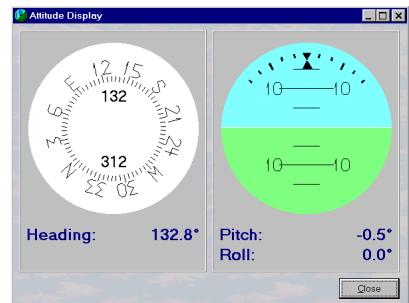 Attitude Display
E 12 15 S 21 24 W 30 33 N 3 6
132
312
10 10
10 10
Heading: 132.8°
Pitch: -0.5°
Roll: 0.0°
Close